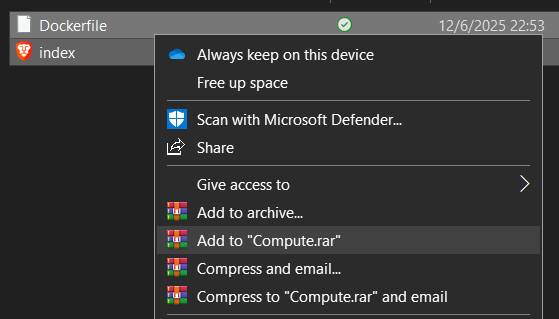 Dockerfile 12/6/2025 22:53
index
Always keep on this device
Free up space
Scan with Microsoft Defender...
Share
Give access to
Add to archive...
Add to "Compute.rar"
Compress and email...
Compress to "Compute.rar" and email